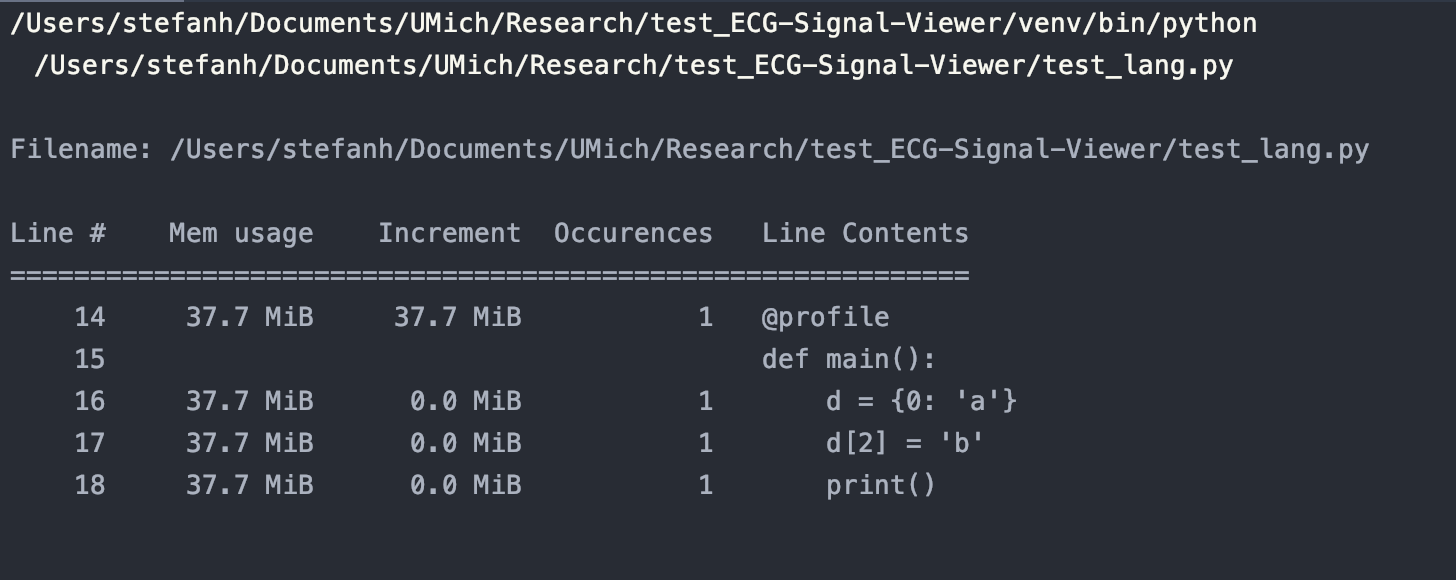 /Users/stefanh/Documents/UMich/Research/test_ECG-Signal-Viewer/venv/bin/python
/Users/stefanh/Documents/UMich/Research/test_ECG-Signal-Viewer/test_lang.py
Filename: /Users/stefanh/Documents/UMich/Research/test_ECG-Signal-Viewer/test_lang.py
Line #    Mem usage    Increment  Occurences   Line Contents
============================================================
    14     37.7 MiB     37.7 MiB           1   @profile
    15                                         def main():
    16     37.7 MiB      0.0 MiB           1       d = {0: 'a'}
    17     37.7 MiB      0.0 MiB           1       d[2] = 'b'
    18     37.7 MiB      0.0 MiB           1       print()